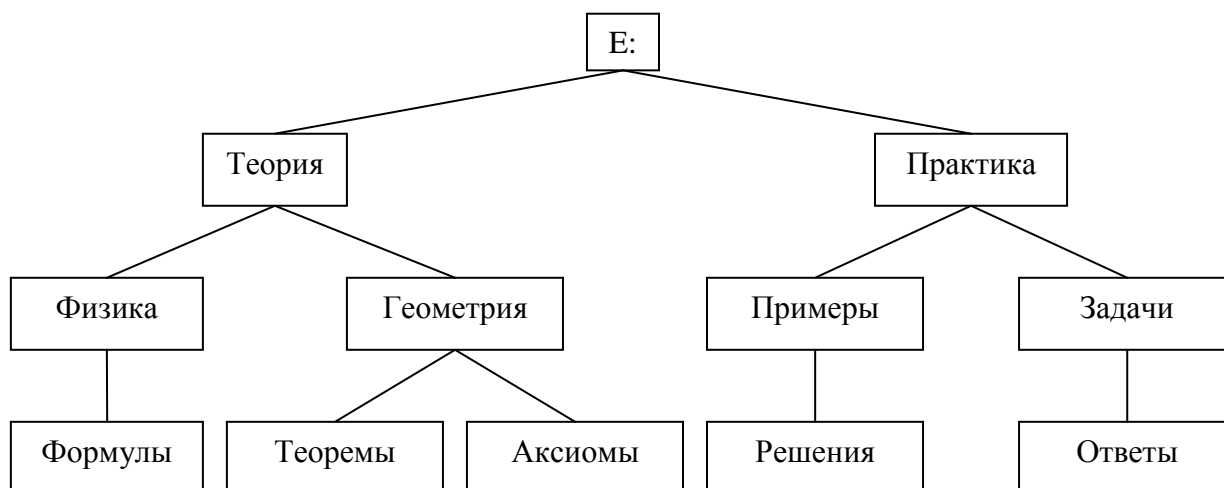 Е:
Теория
Практика
Физика
Геометрия
Примеры
Задачи
Формулы
Теоремы
Аксиомы
Решения
Ответы